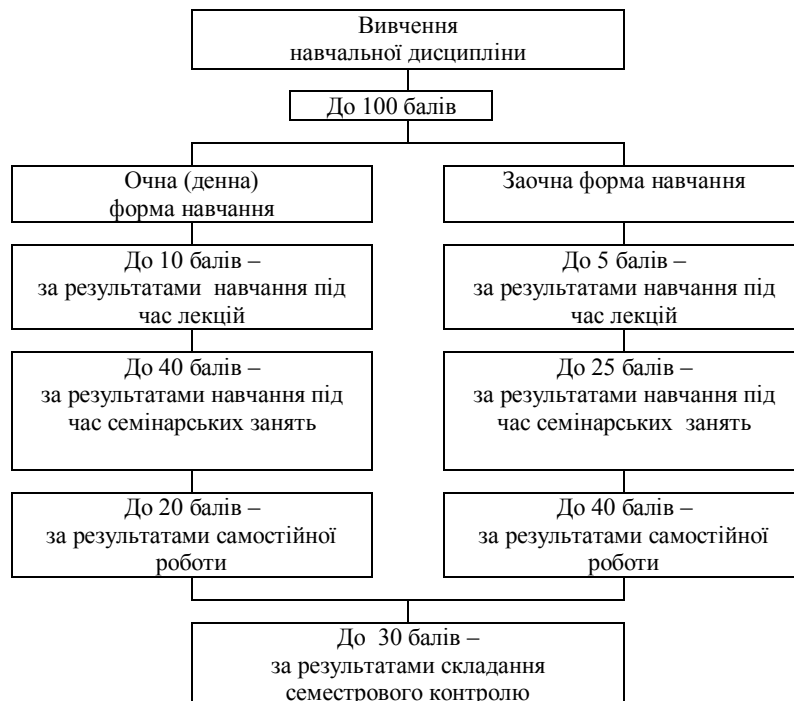 Вивчення
навчальної дисципліни
До 100 балів
Очна (денна)
форма навчання
Заочна форма навчання
До 10 балів –
за результатами навчання під
час лекцій
До 5 балів –
за результатами навчання під
час лекцій
До 40 балів –
за результатами навчання під
час семінарських занять
До 25 балів –
за результатами навчання під
час семінарських занять
До 20 балів –
за результатами самостійної
роботи
До 40 балів –
за результатами самостійної
роботи
До 30 балів –
за результатами складання
семестрового контролю